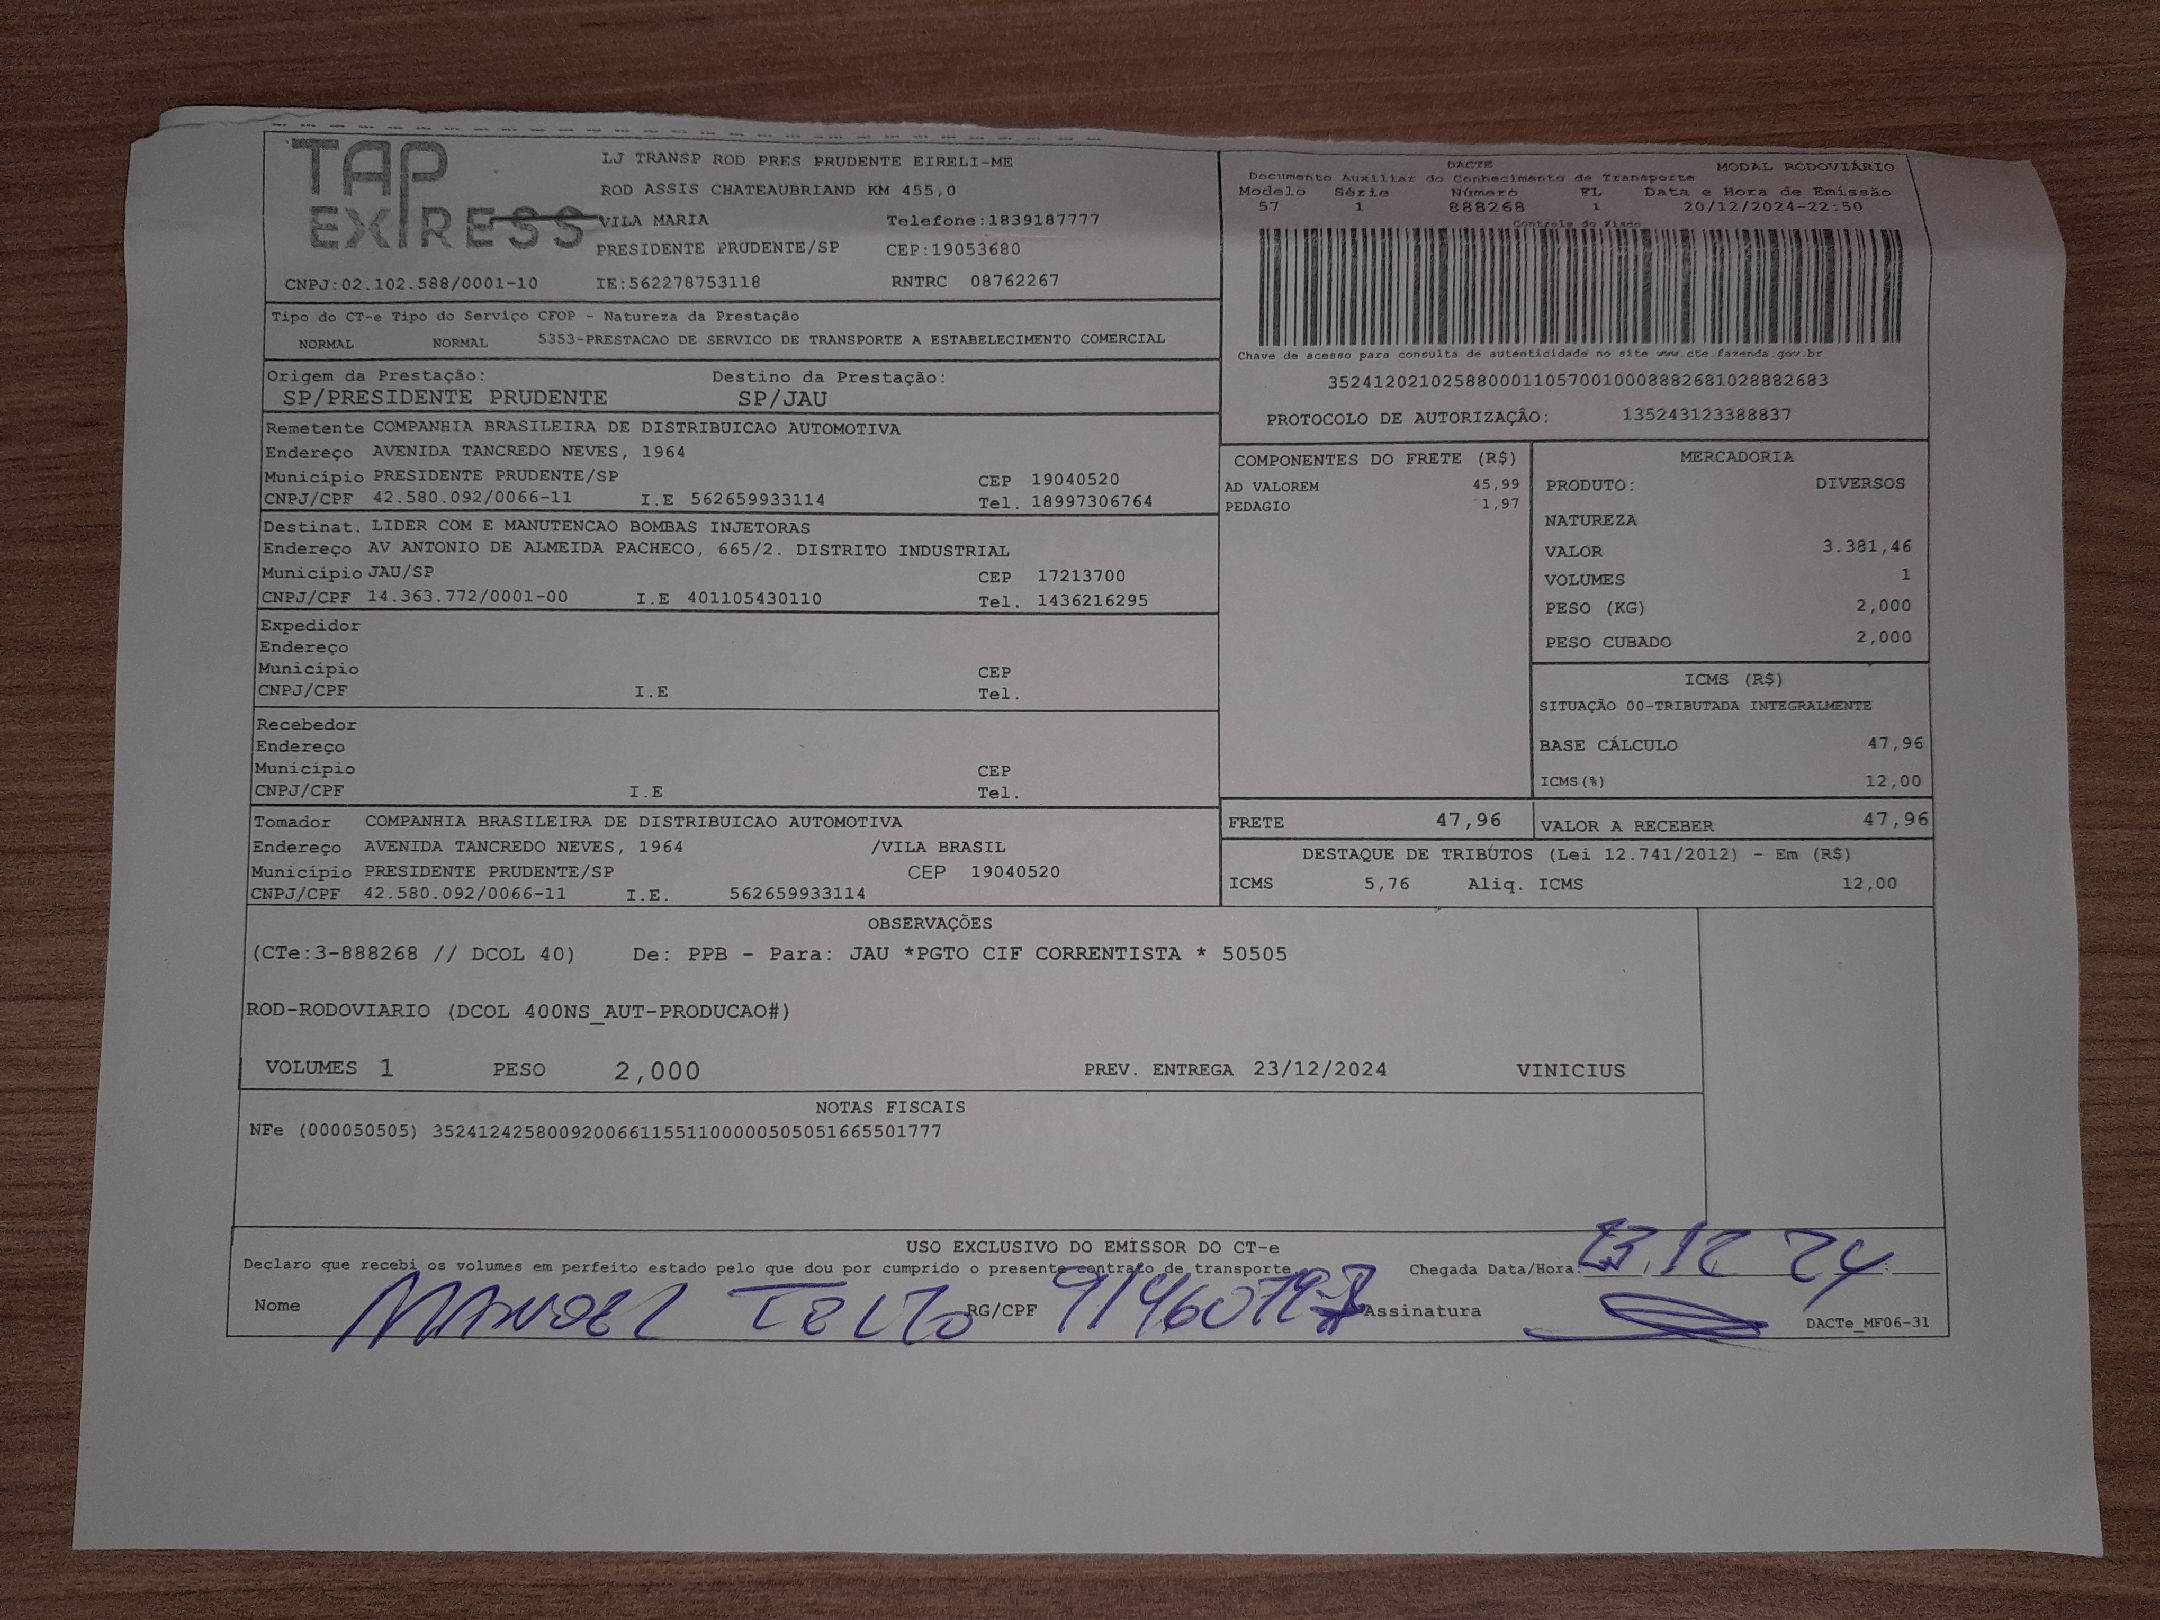 TAP EXPRESS
LJ TRANSP ROD PRES PRUDENTE EIRELI-ME
ROD ASSIS CHATEAUBRIAND KM 455,0
VILA MARIA Telefone:1839187777
PRESIDENTE PRUDENTE/SP CEP:19053680
CNPJ:02.102.588/0001-10 IE:562278753118 RNTRC 08762267
DACTE MODAL RODOVIÁRIO
Documento Auxiliar do Conhecimento de Transporte
Modelo Série Número FL Data e Hora de Emissão
57 1 888268 1 20/12/2024-22:50
Controle do Fisco
Chave de acesso para consulta de autenticidade no site www.cte.fazenda.gov.br
35241202102588000110570010008882681028882683
PROTOCOLO DE AUTORIZAÇÃO: 135243123388837
Tipo do CT-e Tipo do Serviço CFOP - Natureza da Prestação
NORMAL NORMAL 5353-PRESTACAO DE SERVICO DE TRANSPORTE A ESTABELECIMENTO COMERCIAL
Origem da Prestação: Destino da Prestação:
SP/PRESIDENTE PRUDENTE SP/JAU
Remetente COMPANHIA BRASILEIRA DE DISTRIBUICAO AUTOMOTIVA
Endereço AVENIDA TANCREDO NEVES, 1964
Município PRESIDENTE PRUDENTE/SP CEP 19040520
CNPJ/CPF 42.580.092/0066-11 I.E 562659933114 Tel. 18997306764
Destinat. LIDER COM E MANUTENCAO BOMBAS INJETORAS
Endereço AV ANTONIO DE ALMEIDA PACHECO, 665/2. DISTRITO INDUSTRIAL
Município JAU/SP CEP 17213700
CNPJ/CPF 14.363.772/0001-00 I.E 401105430110 Tel. 1436216295
Expedidor
Endereço
Município CEP
CNPJ/CPF I.E Tel.
Recebedor
Endereço
Município CEP
CNPJ/CPF I.E Tel.
Tomador COMPANHIA BRASILEIRA DE DISTRIBUICAO AUTOMOTIVA
Endereço AVENIDA TANCREDO NEVES, 1964 /VILA BRASIL
Município PRESIDENTE PRUDENTE/SP CEP 19040520
CNPJ/CPF 42.580.092/0066-11 I.E. 562659933114
COMPONENTES DO FRETE (R$)
AD VALOREM 45,99
PEDAGIO 1,97
MERCADORIA
PRODUTO: DIVERSOS
NATUREZA
VALOR 3.381,46
VOLUMES 1
PESO (KG) 2,000
PESO CUBADO 2,000
ICMS (R$)
SITUAÇÃO 00-TRIBUTADA INTEGRALMENTE
BASE CÁLCULO 47,96
ICMS(%) 12,00
FRETE 47,96 VALOR A RECEBER 47,96
DESTAQUE DE TRIBUTOS (Lei 12.741/2012) - Em (R$)
ICMS 5,76 Aliq. ICMS 12,00
OBSERVAÇÕES
(CTe:3-888268 // DCOL 40) De: PPB - Para: JAU *PGTO CIF CORRENTISTA * 50505
ROD-RODOVIARIO (DCOL 400NS_AUT-PRODUCAO#)
VOLUMES 1 PESO 2,000 PREV. ENTREGA 23/12/2024 VINICIUS
NOTAS FISCAIS
NFe (000050505) 35241242580092006611551100000505051665501777
USO EXCLUSIVO DO EMISSOR DO CT-e
Declaro que recebi os volumes em perfeito estado pelo que dou por cumprido o presente contrato de transporte. Chegada Data/Hora: 23.12 24
Nome MANOEL RG/CPF Assinatura
DACTe_MF06-31